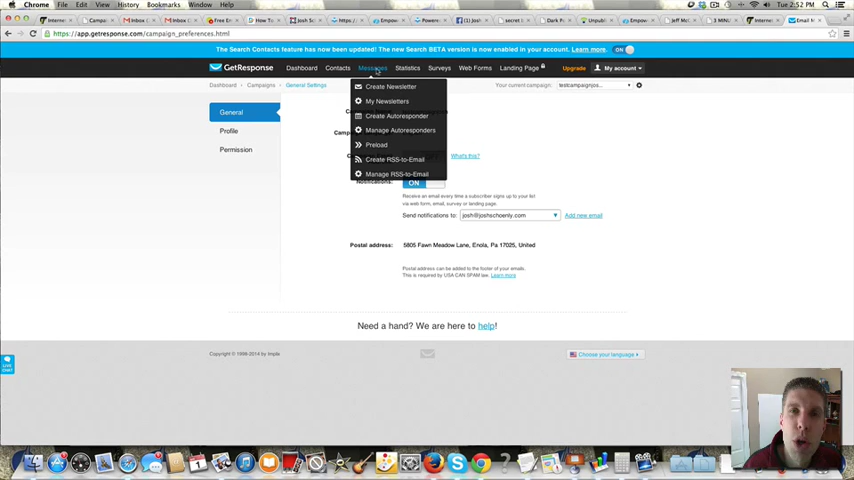 Chrome File Edit View History Bookmarks Window Help
Tue 2:52 PM
https://app.getresponse.com/campaign_preferences.html
The Search Contacts feature has now been updated! The new Search BETA version is now enabled in your account. Learn more. ON
GetResponse Dashboard Contacts Messages Statistics Surveys Web Forms Landing Page Upgrade My account
Dashboard Campaigns General Settings
Your current campaign: testcampaignjos...
General
Profile
Permission
Create Newsletter
My Newsletters
Create Autoresponder
Manage Autoresponders
Preload
Create RSS-to-Email
Manage RSS-to-Email
What's this?
Notifications: ON
Receive an email every time a subscriber signs up to your list
via web form, email, survey or landing page.
Send notifications to: josh@joshschoenly.com Add new email
Postal address: 5805 Fawn Meadow Lane, Enola, Pa 17025, United
Postal address can be added to the footer of your emails.
This is required by USA CAN SPAM law. Learn more
Need a hand? We are here to help!
Copyright © 1998-2014 by Implix
Choose your language
LIVE
CHAT